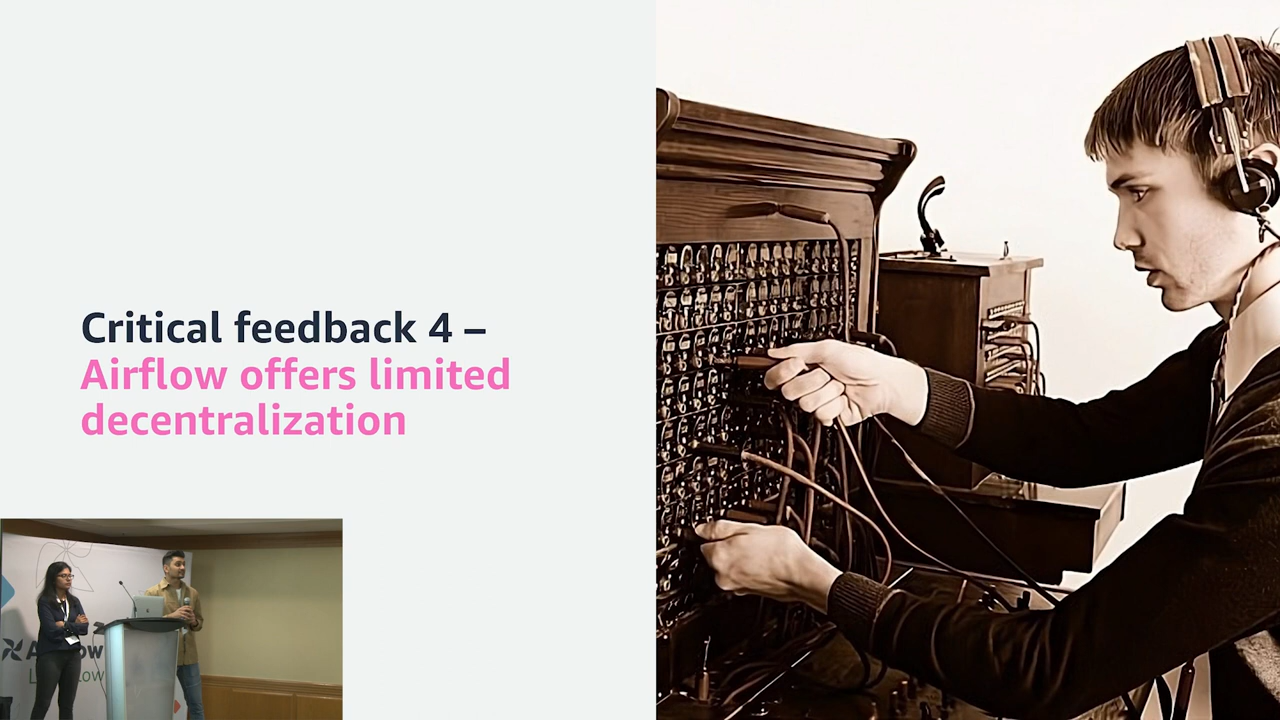 Critical feedback 4 –
Airflow offers limited
decentralization